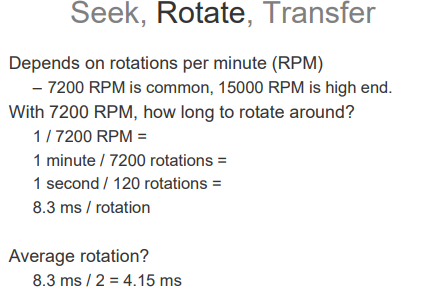 Seek, Rotate, Transfer
Depends on rotations per minute (RPM)
– 7200 RPM is common, 15000 RPM is high end.
With 7200 RPM, how long to rotate around?
1 / 7200 RPM =
1 minute / 7200 rotations =
1 second / 120 rotations =
8.3 ms / rotation
Average rotation?
8.3 ms / 2 = 4.15 ms